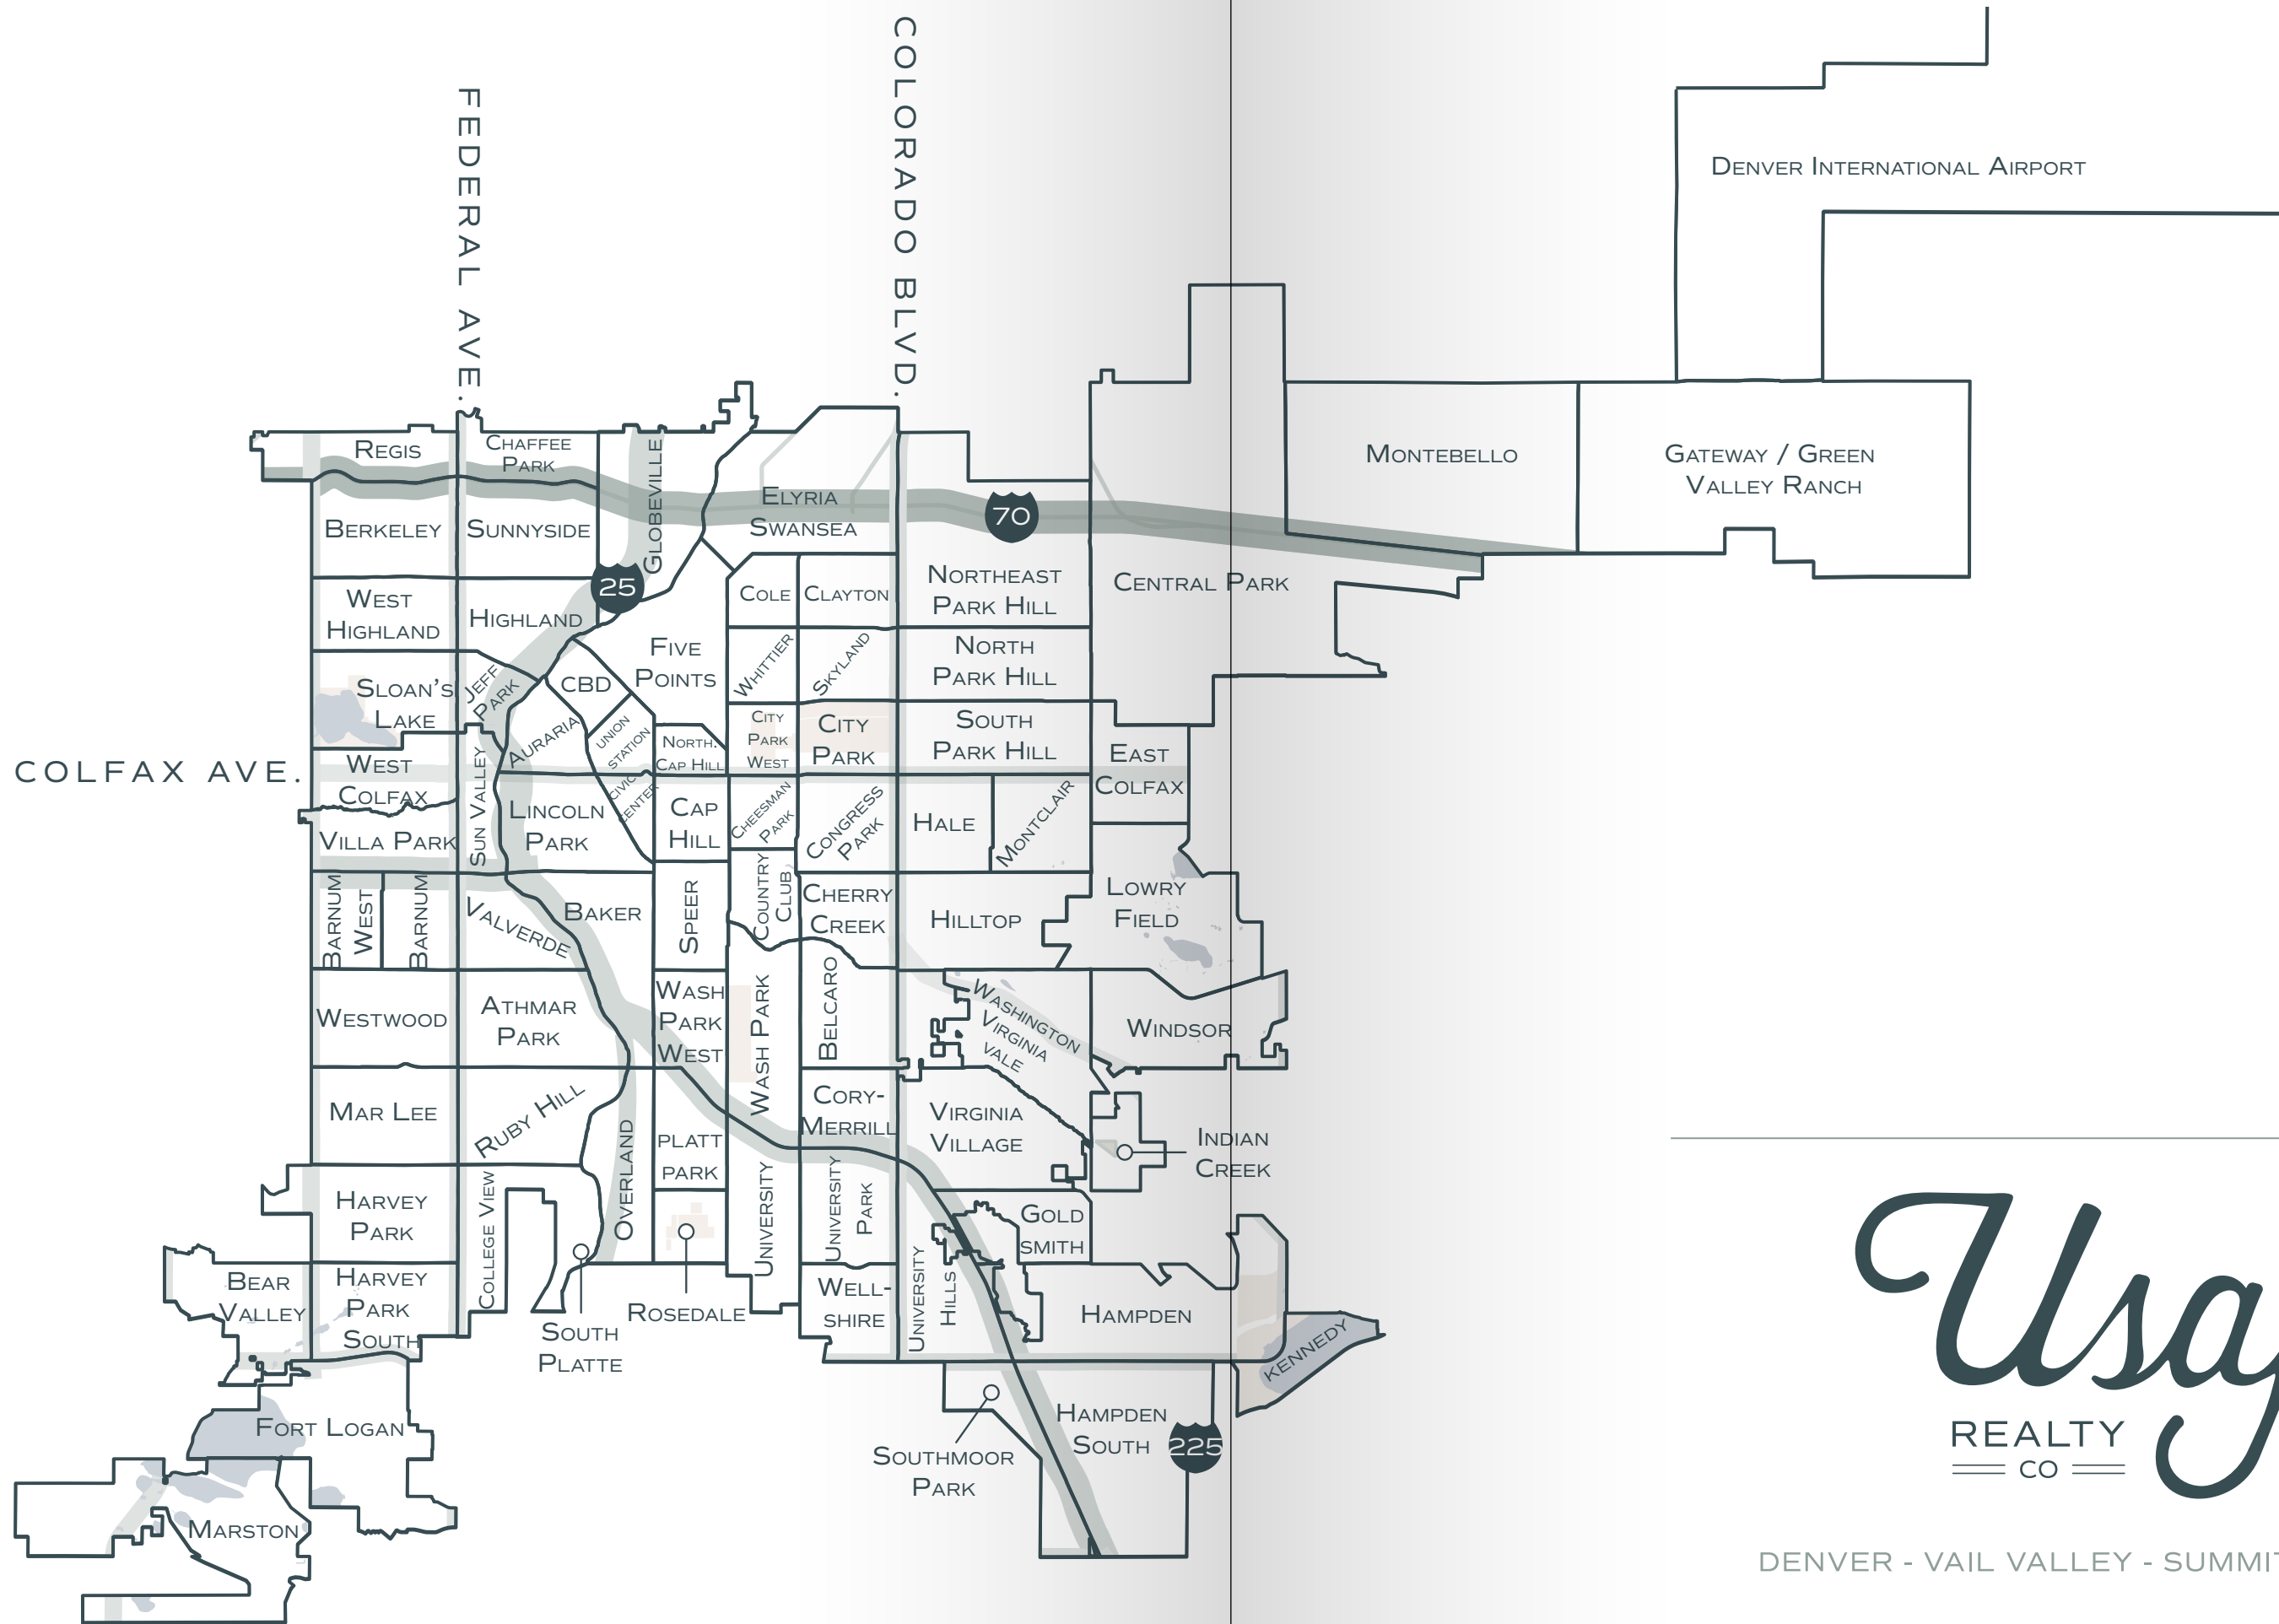 COLORADO BLVD.
FEDERAL AVE.
DENVER INTERNATIONAL AIRPORT
REGIS
CHAFFEE
PARK
GLOBEVILLE
ELYRIA
SWANSEA
70
MONTEBELLO
GATEWAY / GREEN
VALLEY RANCH
BERKELEY
SUNNYSIDE
25
COLE
CLAYTON
NORTHEAST
PARK HILL
CENTRAL PARK
WEST
HIGHLAND
HIGHLAND
FIVE
POINTS
WHITTIER
SKYLAND
NORTH
PARK HILL
SLOAN'S
LAKE
JEFF
PARK
CBD
AURARIA
UNION
STATION
NORTH.
CAP HILL
CITY
PARK
WEST
CITY
PARK
SOUTH
PARK HILL
EAST
COLFAX
COLFAX AVE.
WEST
COLFAX
SUN VALLEY
LINCOLN
PARK
CIVIC
CENTER
CAP
HILL
CHEESMAN
PARK
CONGRESS
PARK
HALE
MONTCLAIR
VILLA PARK
BARNUM
WEST
BARNUM
VALVERDE
BAKER
SPEER
COUNTRY
CLUB
CHERRY
CREEK
HILLTOP
LOWRY
FIELD
WESTWOOD
ATHMAR
PARK
WASH
PARK
WEST
WASH PARK
BELCARO
WASHINGTON
VIRGINIA
VALE
WINDSOR
MAR LEE
RUBY HILL
OVERLAND
PLATT
PARK
CORY-
MERRILL
VIRGINIA
VILLAGE
INDIAN
CREEK
HARVEY
PARK
COLLEGE VIEW
UNIVERSITY
UNIVERSITY
PARK
GOLD
SMITH
BEAR
VALLEY
HARVEY
PARK
SOUTH
SOUTH
PLATTE
ROSEDALE
WELL-
SHIRE
UNIVERSITY
HILLS
HAMPDEN
KENNEDY
FORT LOGAN
SOUTHMOOR
PARK
HAMPDEN
SOUTH
225
MARSTON
REALTY
CO
DENVER - VAIL VALLEY - SUMMIT